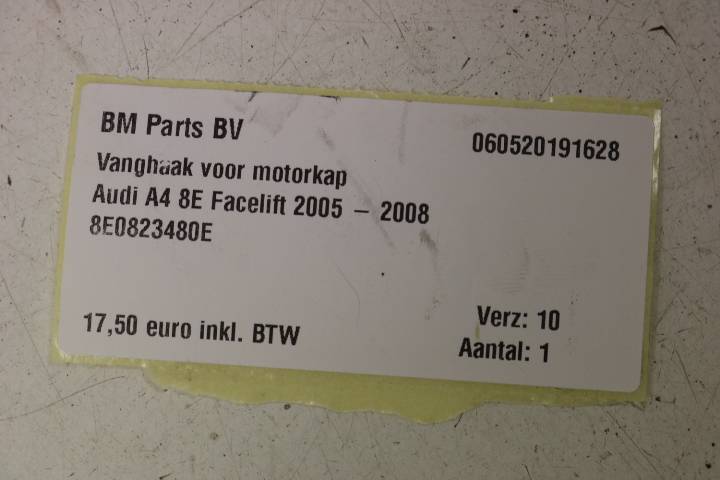 BM Parts BV
060520191628
Vanghaak voor motorkap
Audi A4 8E Facelift 2005 – 2008
8E0823480E
17,50 euro inkl. BTW
Verz: 10
Aantal: 1